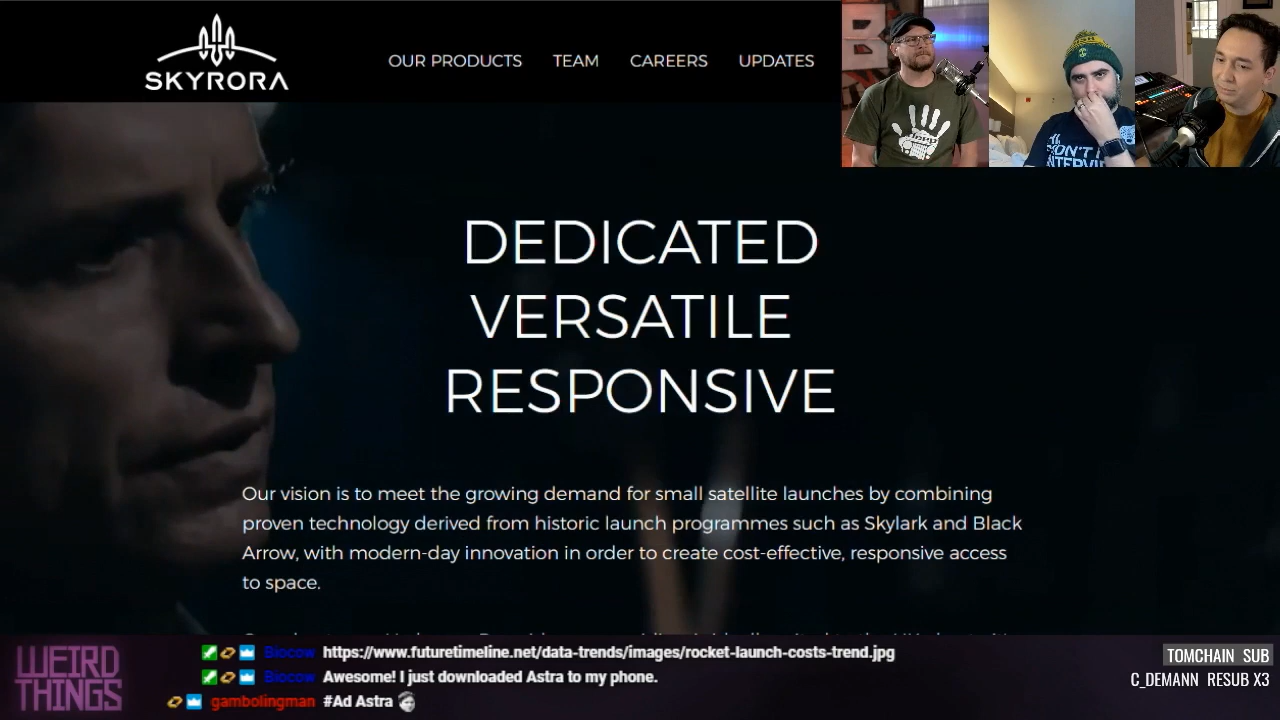 SKYRORA
OUR PRODUCTS TEAM CAREERS UPDATES
DEDICATED
VERSATILE
RESPONSIVE
Our vision is to meet the growing demand for small satellite launches by combining
proven technology derived from historic launch programmes such as Skylark and Black
Arrow, with modern-day innovation in order to create cost-effective, responsive access
to space.
WEIRD
THINGS
Biocow https://www.futuretimeline.net/data-trends/images/rocket-launch-costs-trend.jpg
Biocow Awesome! I just downloaded Astra to my phone.
gambolingman #Ad Astra
TOMCHAIN SUB
C_DEMANN RESUB X3